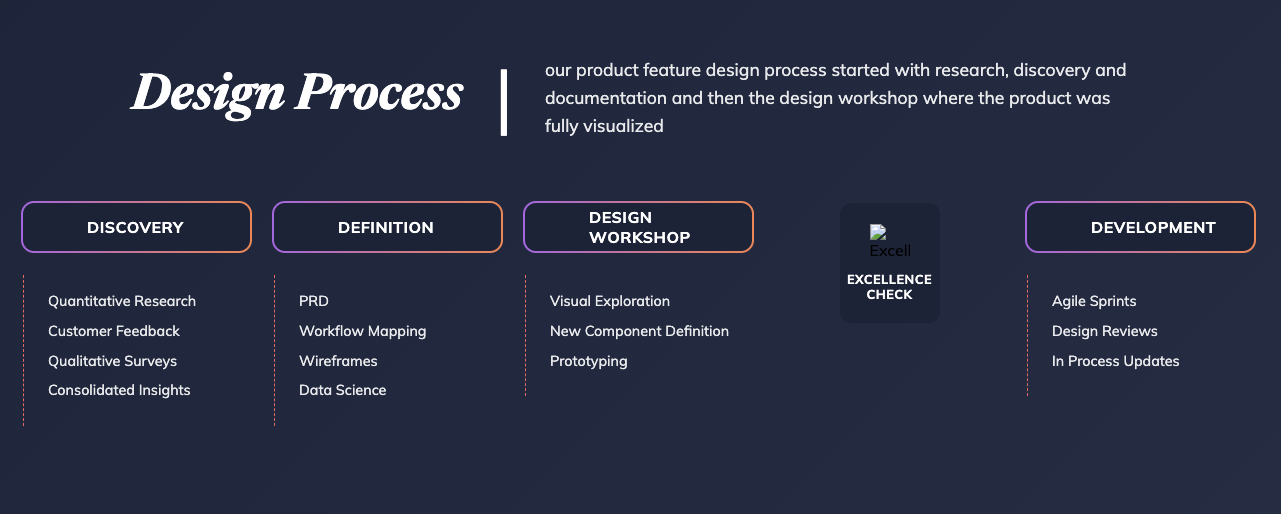 Design Process
our product feature design process started with research, discovery and
documentation and then the design workshop where the product was
fully visualized
DISCOVERY
Quantitative Research
Customer Feedback
Qualitative Surveys
Consolidated Insights
DEFINITION
PRD
Workflow Mapping
Wireframes
Data Science
DESIGN
WORKSHOP
Visual Exploration
New Component Definition
Prototyping
Excell
EXCELLENCE
CHECK
DEVELOPMENT
Agile Sprints
Design Reviews
In Process Updates